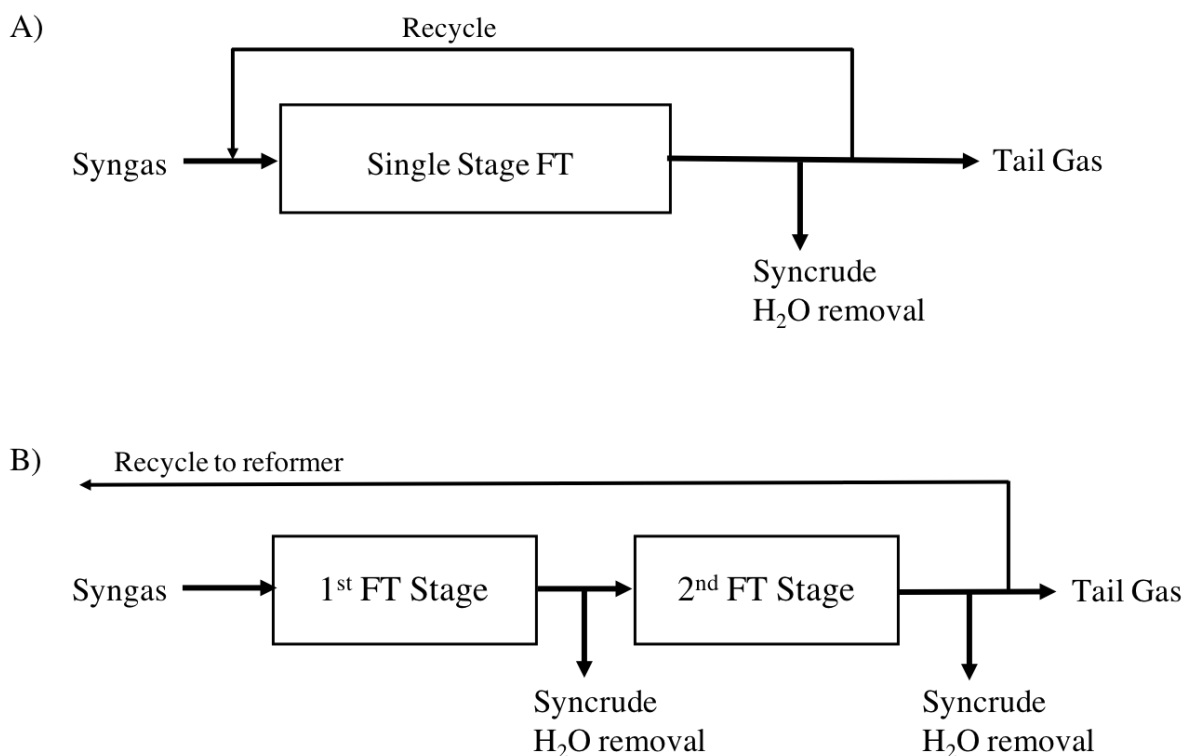 A)
Recycle
Syngas
Single Stage FT
Tail Gas
Syncrude
H₂O removal
B)
Recycle to reformer
Syngas
1st FT Stage
2nd FT Stage
Tail Gas
Syncrude
H₂O removal
Syncrude
H₂O removal